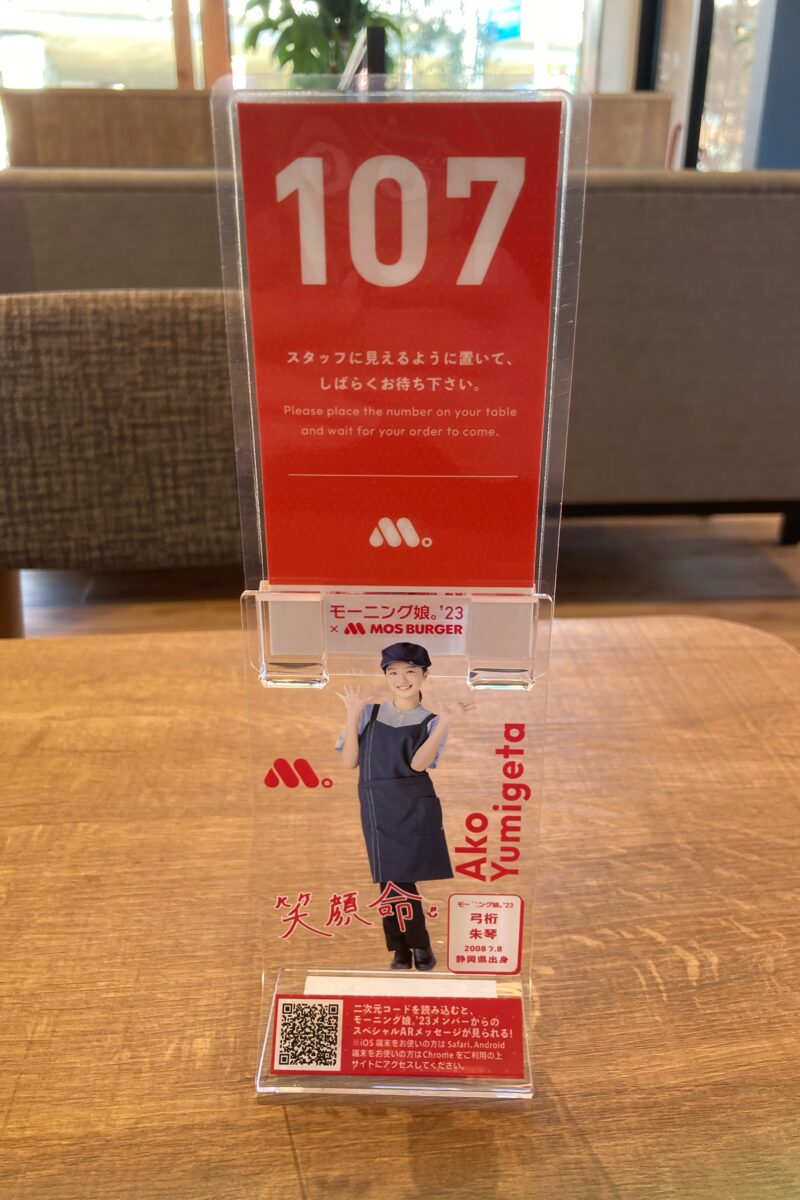 107
スタッフに見えるように置いて、
しばらくお待ち下さい。
Please place the number on your table
and wait for your order to come.
モーニング娘。'23
× MOS BURGER
Ako
Yumigeta
笑顔命。
モーニング娘。'23
弓桁
朱琴
2008 7.8
静岡県出身
二次元コードを読み込むと、
モーニング娘。'23メンバーからの
スペシャルARメッセージが見られる!
※iOS 端末をお使いの方は Safari、Android
端末をお使いの方は Chrome をご利用の上
サイトにアクセスしてください。